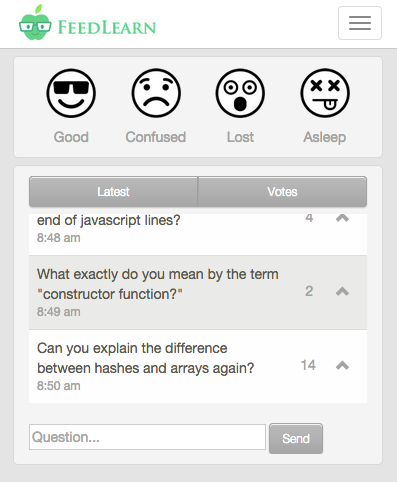 FEEDLEARN
Good Confused Lost Asleep
Latest Votes
end of javascript lines? 4
8:48 am
What exactly do you mean by the term
"constructor function?" 2
8:49 am
Can you explain the difference
between hashes and arrays again? 14
8:50 am
Question... Send